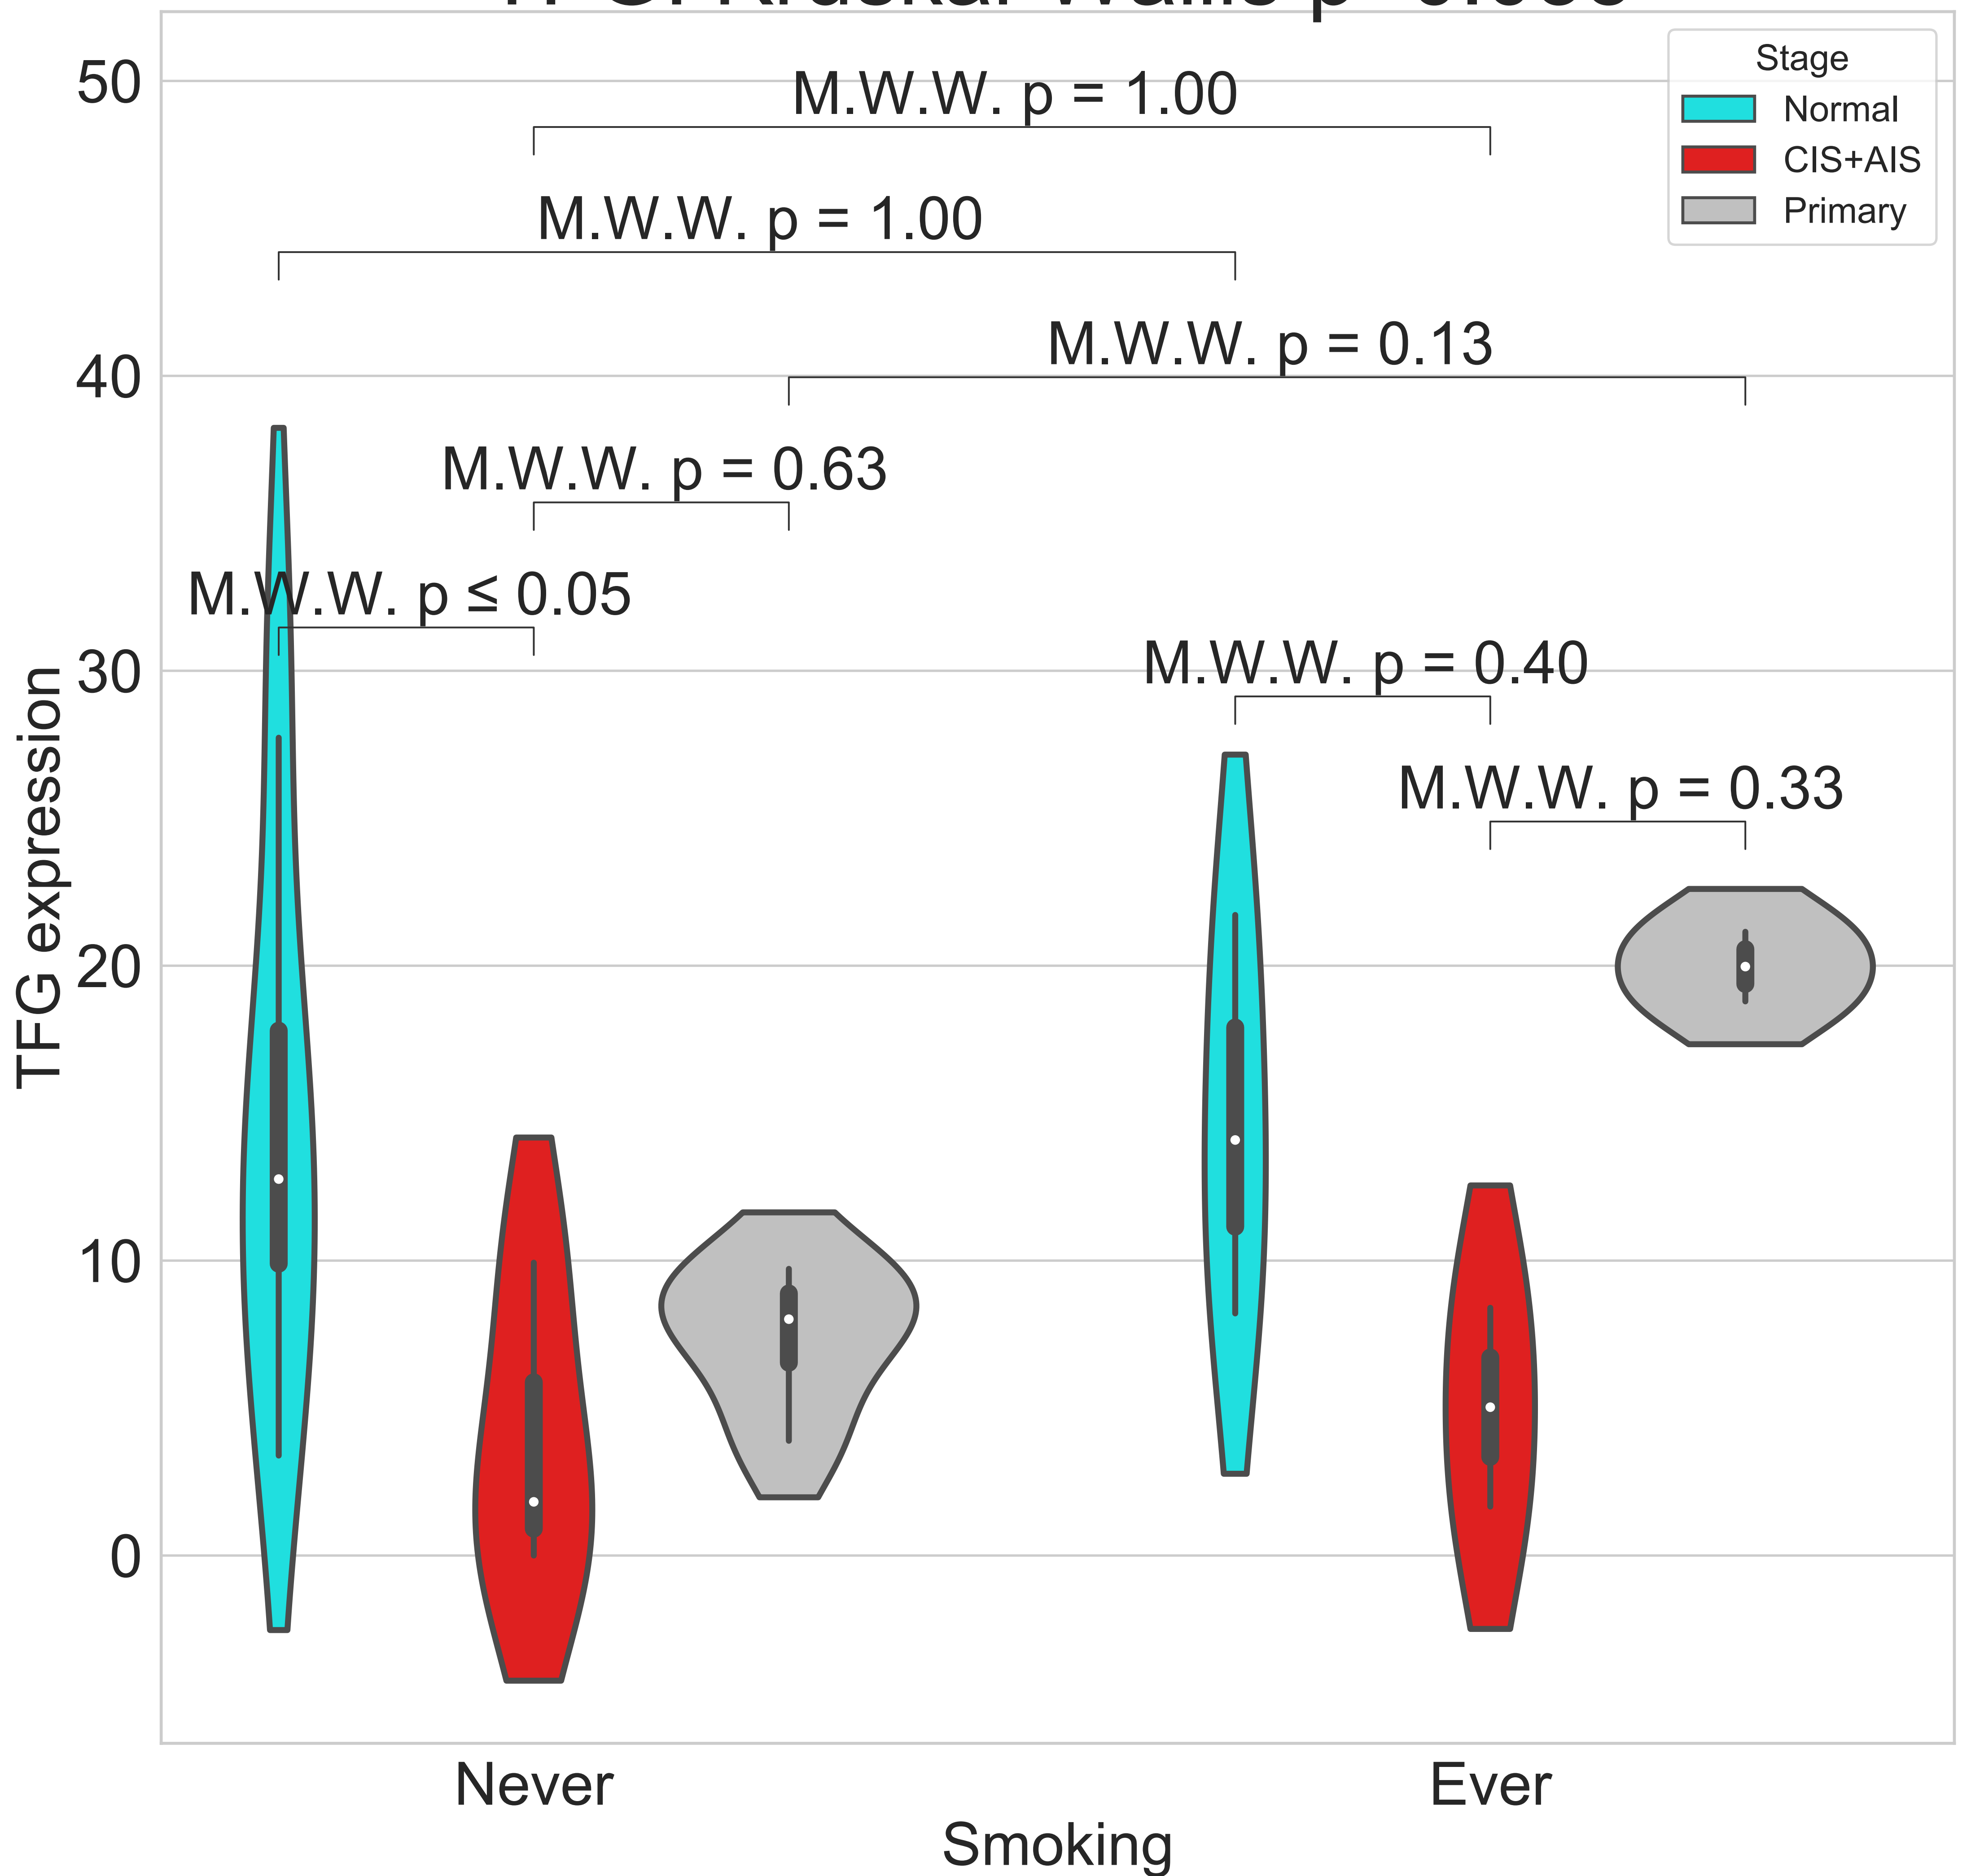 Stage
Normal
CIS+AIS
Primary
50
40
30
20
10
0
TFG expression
M.W.W. p = 1.00
M.W.W. p = 1.00
M.W.W. p = 0.13
M.W.W. p = 0.63
M.W.W. p ≤ 0.05
M.W.W. p = 0.40
M.W.W. p = 0.33
Never
Ever
Smoking